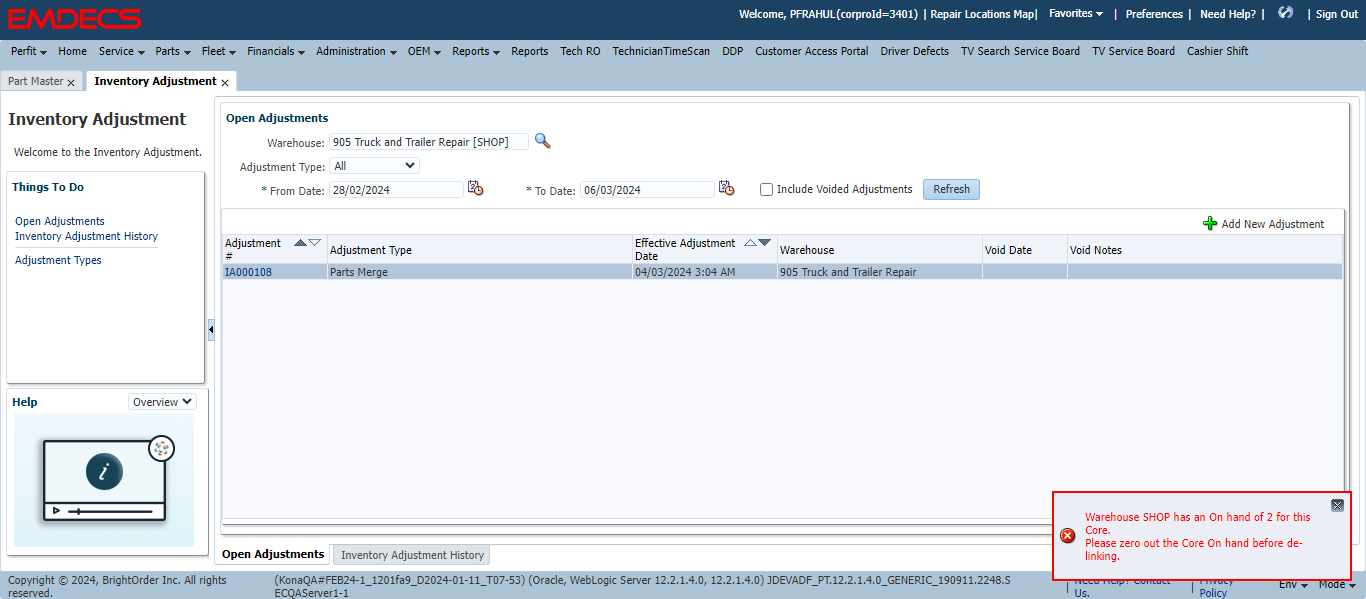 EMDECS
Welcome, PFRAHUL(corproId=3401) | Repair Locations Map| Favorites | Preferences | Need Help? | | Sign Out
Perfit Home Service Parts Fleet Financials Administration OEM Reports Reports Tech RO TechnicianTimeScan DDP Customer Access Portal Driver Defects TV Search Service Board TV Service Board Cashier Shift
Part Master Inventory Adjustment
Inventory Adjustment
Welcome to the Inventory Adjustment.
Things To Do
Open Adjustments
Inventory Adjustment History
Adjustment Types
Help Overview
i
Open Adjustments
Warehouse: 905 Truck and Trailer Repair [SHOP]
Adjustment Type: All
* From Date: 28/02/2024 * To Date: 06/03/2024 Include Voided Adjustments Refresh
Add New Adjustment
Adjustment # Adjustment Type Effective Adjustment Date Warehouse Void Date Void Notes
IA000108 Parts Merge 04/03/2024 3:04 AM 905 Truck and Trailer Repair
Warehouse SHOP has an On hand of 2 for this
Core.
Please zero out the Core On hand before de-
linking.
Open Adjustments Inventory Adjustment History
Copyright © 2024, BrightOrder Inc. All rights
reserved.
(KonaQA#FEB24-1_1201fa9_D2024-01-11_T07-53) (Oracle, WebLogic Server 12.2.1.4.0, 12.2.1.4.0) JDEVADF_PT.12.2.1.4.0_GENERIC_190911.2248.S
ECQAServer1-1
| Need Help? Contact
Us.
| Privacy
Policy
Env Mode